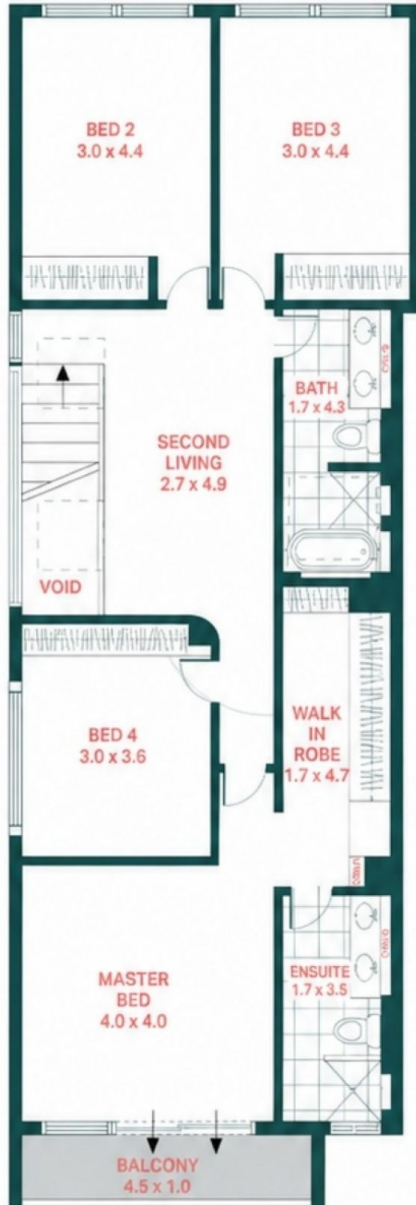 BED 2
3.0 x 4.4
BED 3
3.0 x 4.4
BATH
1.7 x 4.3
SECOND
LIVING
2.7 x 4.9
VOID
BED 4
3.0 x 3.6
WALK
IN
ROBE
1.7 x 4.7
MASTER
BED
4.0 x 4.0
ENSUITE
1.7 x 3.5
BALCONY
4.5 x 1.0